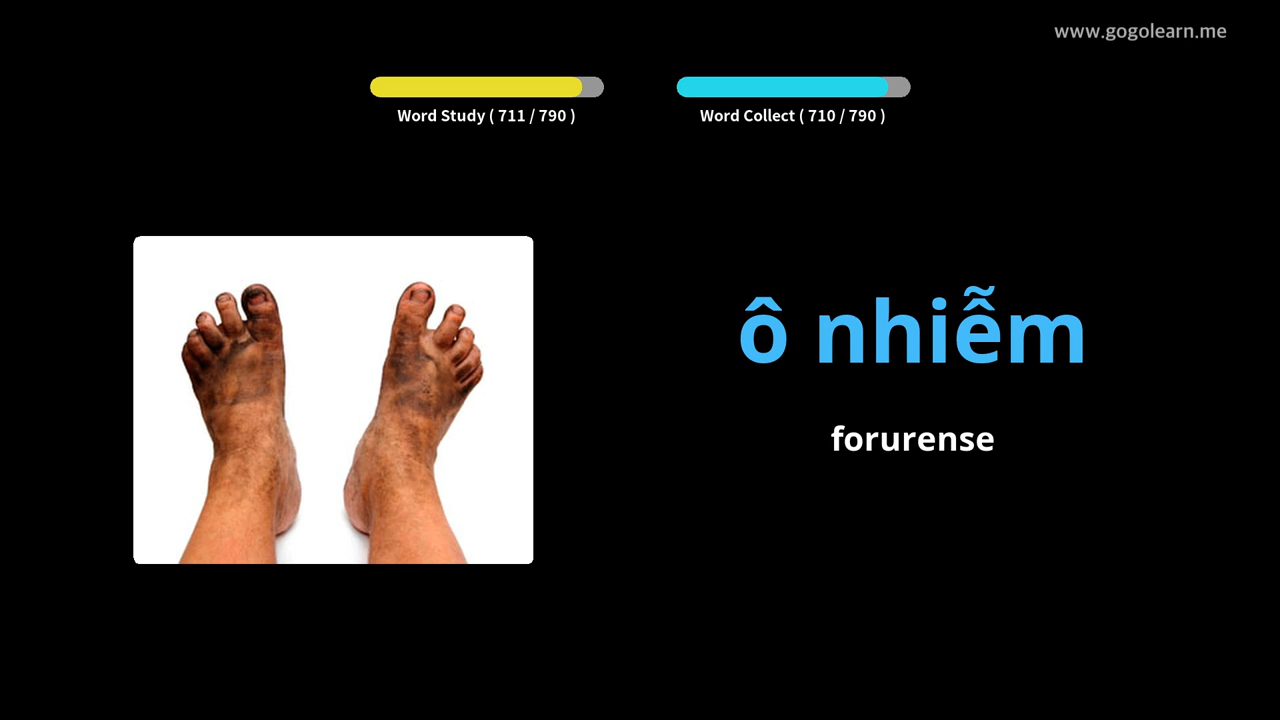 www.gogolearn.me
Word Study ( 711 / 790 )
Word Collect ( 710 / 790 )
ô nhiễm
forurense